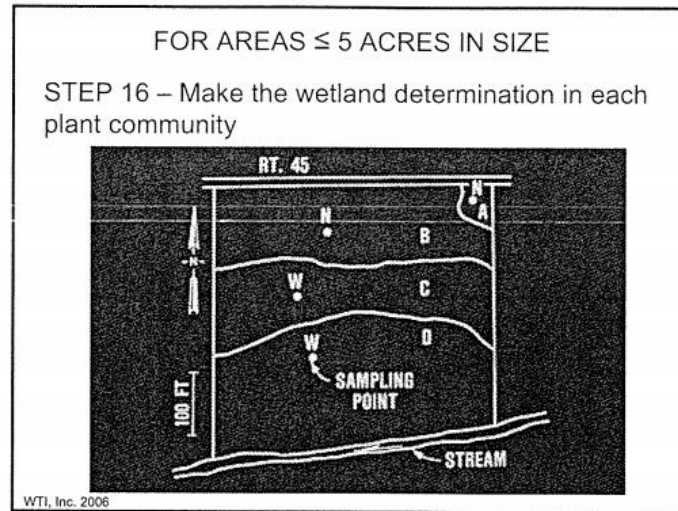 FOR AREAS ≤ 5 ACRES IN SIZE
STEP 16 – Make the wetland determination in each
plant community
RT. 45
N
A
N
B
N
W
C
D
W
SAMPLING
POINT
100 FT
STREAM
WTI, Inc. 2006